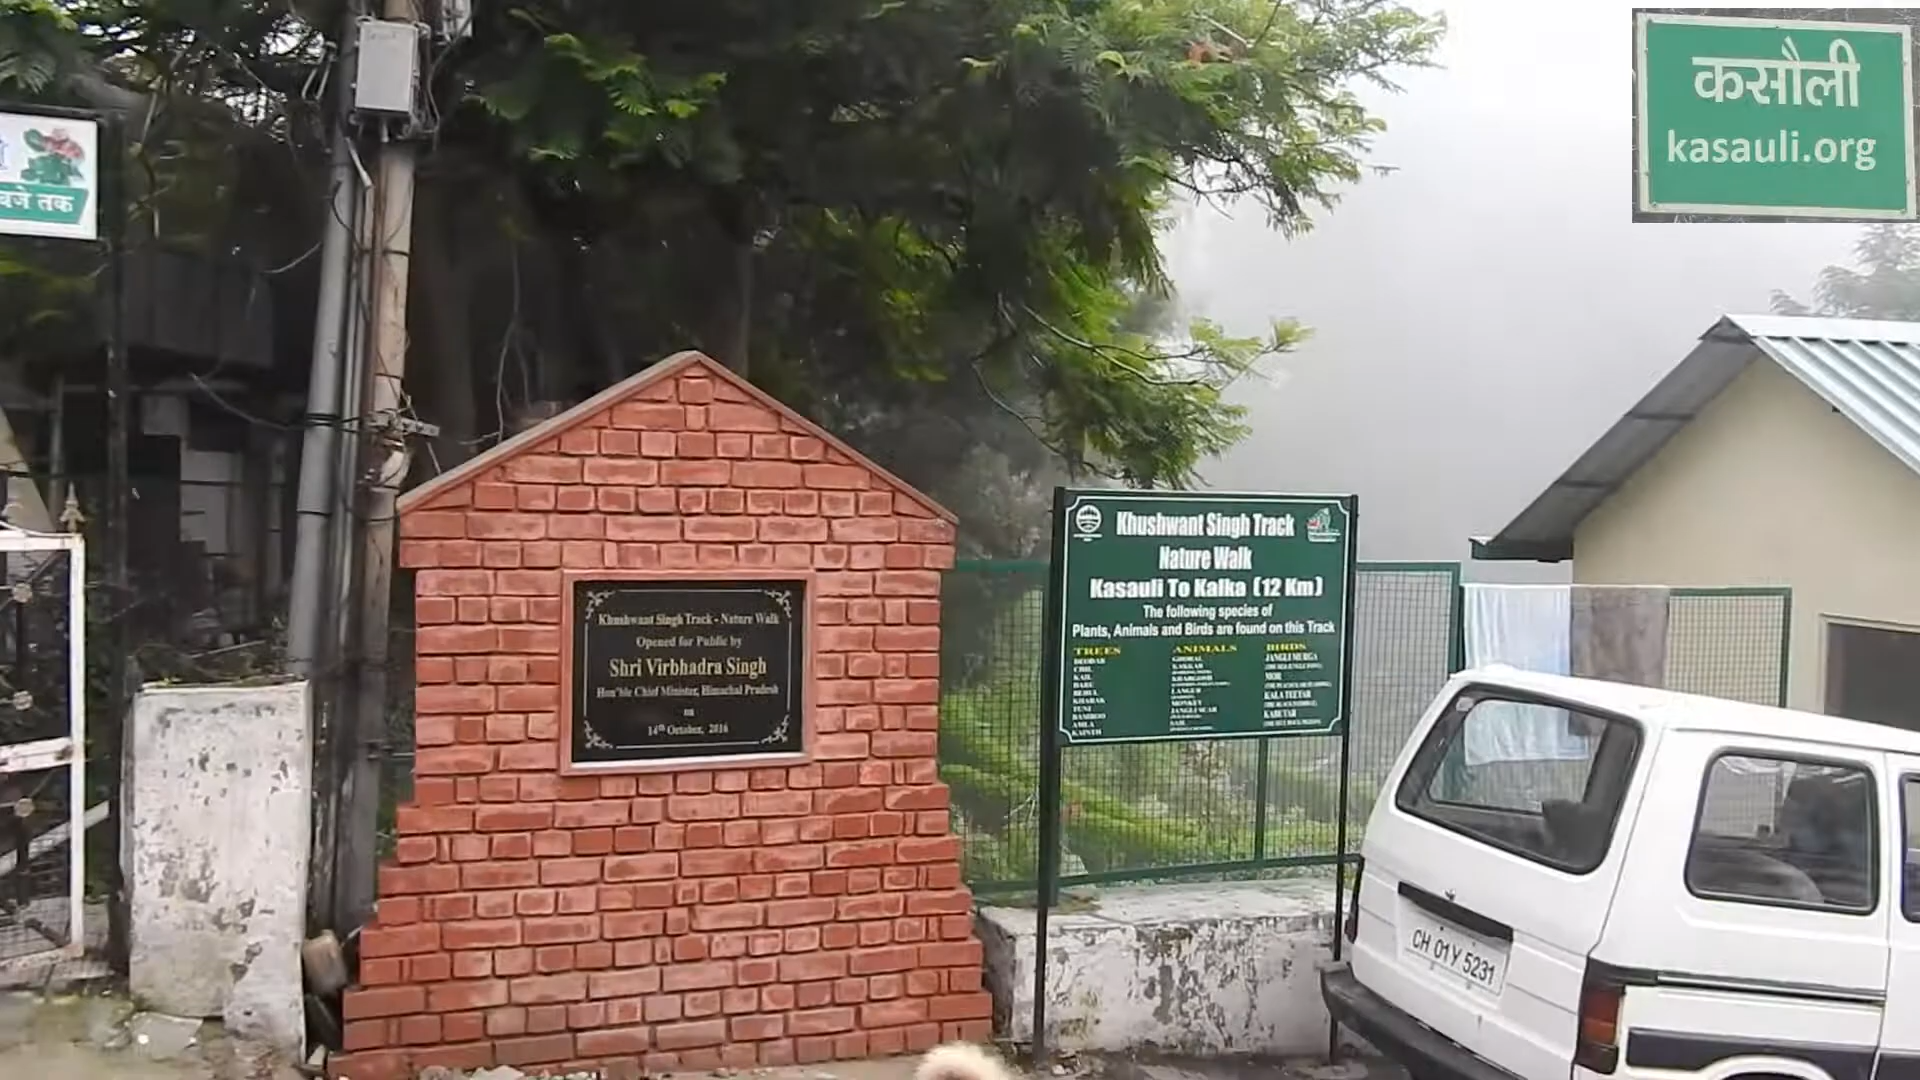 बजे तक
कसौली
kasauli.org
Khushwant Singh Track - Nature Walk
Opened for Public by
Shri Virbhadra Singh
Hon'ble Chief Minister, Himachal Pradesh
on
14th October, 2016
Khushwant Singh Track
Nature Walk
Kasauli To Kalka (12 Km)
The following species of
Plants, Animals and Birds are found on this Track
TREES
DEODAR
CHIL
KAIL
BAHU
BEHUL
KHARAK
TUNI
BAMBOO
AMLA
KAINTH
ANIMALS
GHORAL
KAKKAR
KHARGOSH
LANGUR
MONKEY
JANGLI SUAR
SAIL
BIRDS
JANGLI MURGA
MOR
KALA TEETAR
KABUTAR
CH 01Y 5231